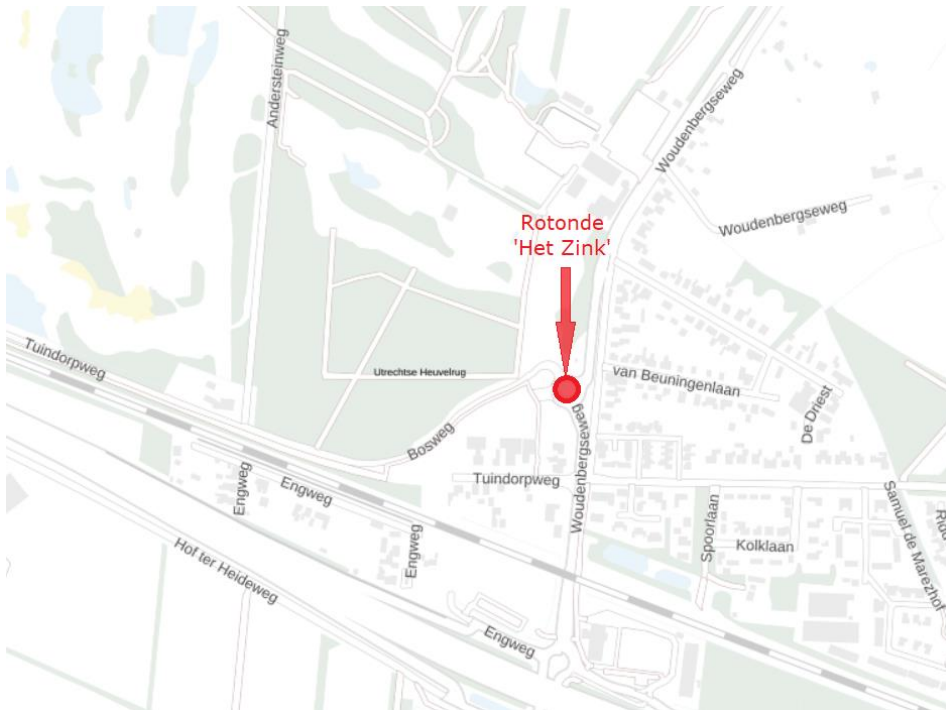 Andersteinweg
Woudenbergseweg
Woudenbergseweg
Rotonde
'Het Zink'
Tuindorpweg
Utrechtse Heuvelrug
van Beuningenlaan
De Driest
Bosweg
Woudenbergseweg
Tuindorpweg
Engweg
Engweg
Engweg
Spoorlaan
Kolklaan
Samuel de Marezhof
Hof ter Heideweg
Engweg